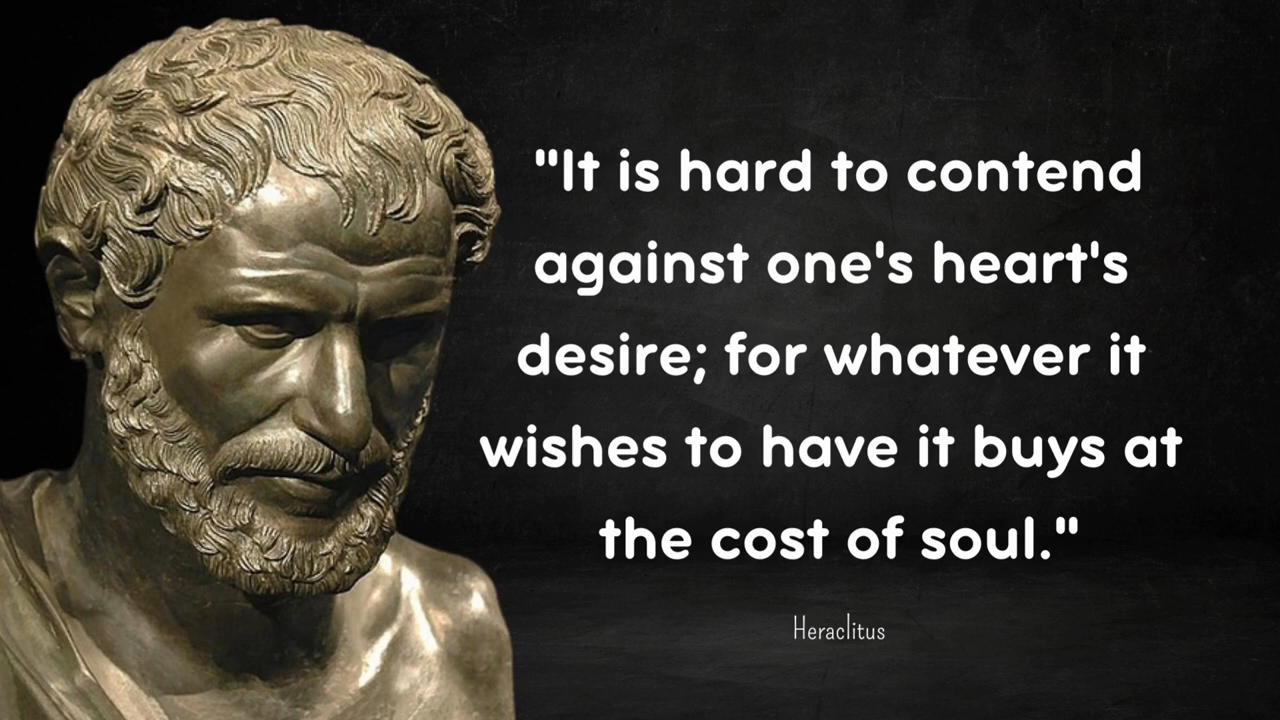 "It is hard to contend
against one's heart's
desire; for whatever it
wishes to have it buys at
the cost of soul."
Heraclitus